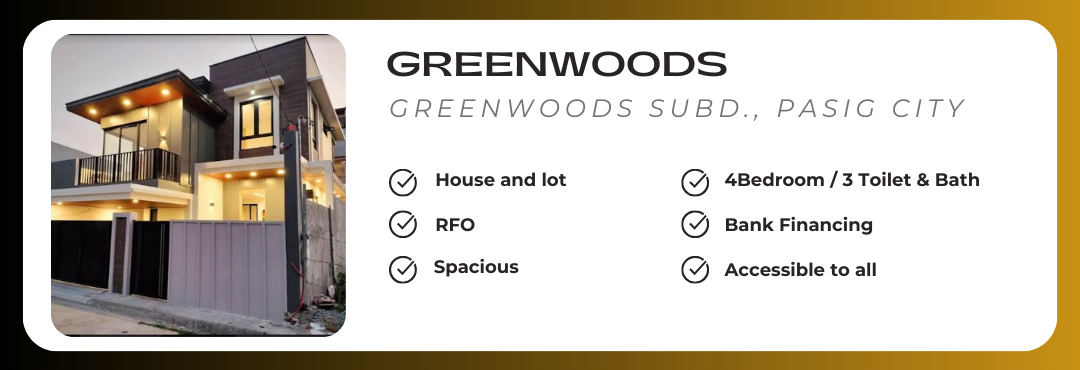 GREENWOODS
GREENWOODS SUBD., PASIG CITY
House and lot
RFO
Spacious
4Bedroom / 3 Toilet & Bath
Bank Financing
Accessible to all